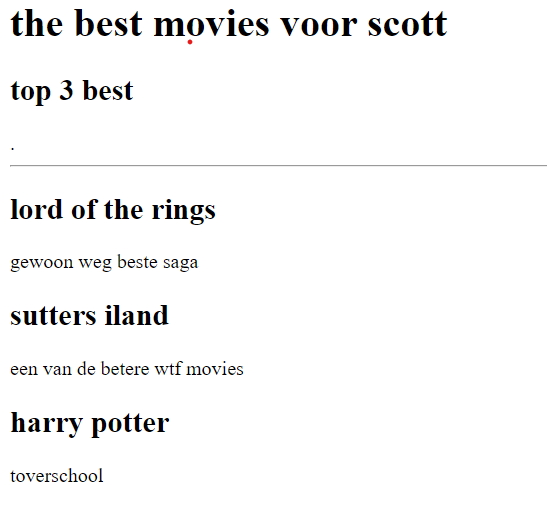 the best movies voor scott
top 3 best
.
lord of the rings
gewoon weg beste saga
sutters iland
een van de betere wtf movies
harry potter
toverschool